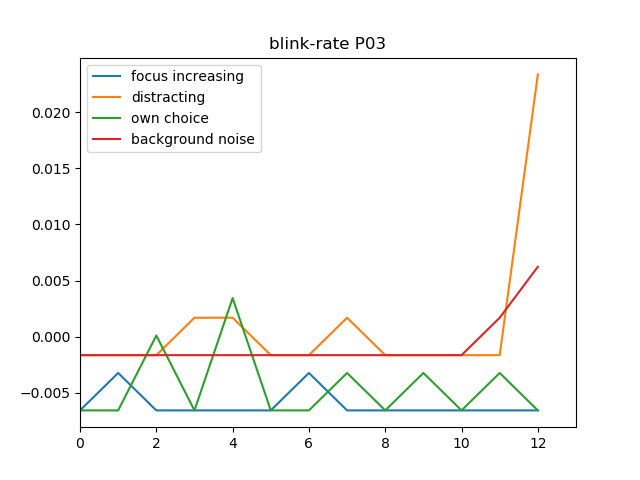 blink-rate P03
focus increasing
distracting
own choice
background noise
0.020
0.015
0.010
0.005
0.000
−0.005
0 2 4 6 8 10 12